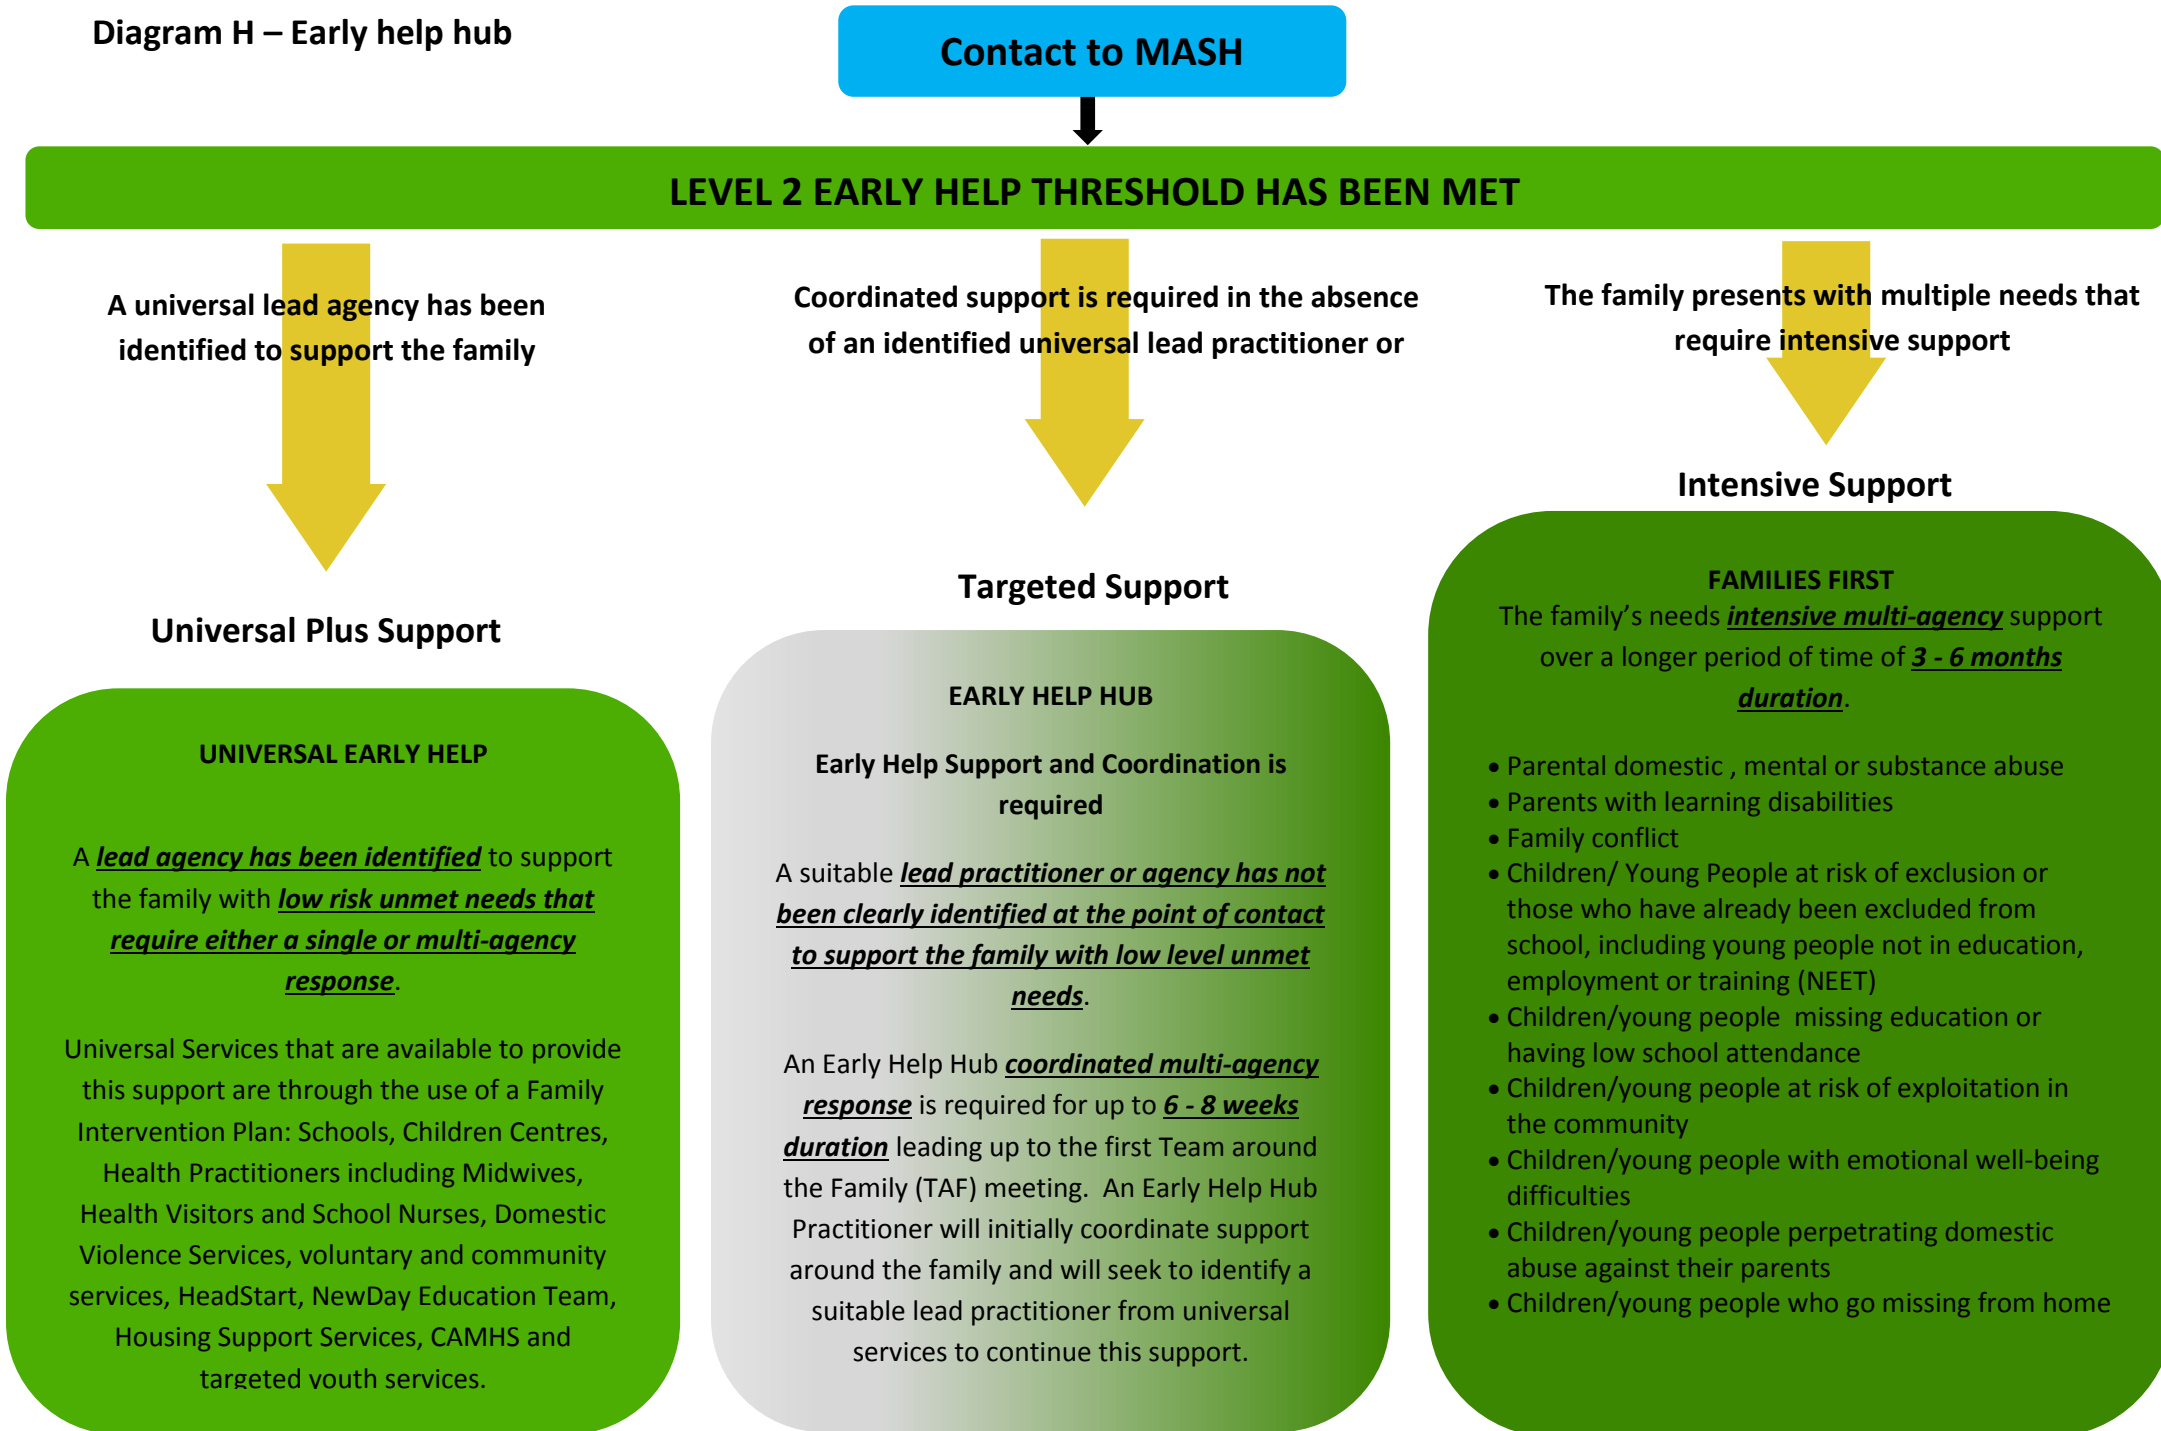 Diagram H – Early help hub
Contact to MASH
LEVEL 2 EARLY HELP THRESHOLD HAS BEEN MET
A universal lead agency has been
identified to support the family
Universal Plus Support
UNIVERSAL EARLY HELP
A lead agency has been identified to support
the family with low risk unmet needs that
require either a single or multi-agency
response.
Universal Services that are available to provide
this support are through the use of a Family
Intervention Plan: Schools, Children Centres,
Health Practitioners including Midwives,
Health Visitors and School Nurses, Domestic
Violence Services, voluntary and community
services, HeadStart, NewDay Education Team,
Housing Support Services, CAMHS and
targeted youth services.
Coordinated support is required in the absence
of an identified universal lead practitioner or
Targeted Support
EARLY HELP HUB
Early Help Support and Coordination is
required
A suitable lead practitioner or agency has not
been clearly identified at the point of contact
to support the family with low level unmet
needs.
An Early Help Hub coordinated multi-agency
response is required for up to 6 - 8 weeks
duration leading up to the first Team around
the Family (TAF) meeting.  An Early Help Hub
Practitioner will initially coordinate support
around the family and will seek to identify a
suitable lead practitioner from universal
services to continue this support.
The family presents with multiple needs that
require intensive support
Intensive Support
FAMILIES FIRST
The family’s needs intensive multi-agency support
over a longer period of time of 3 - 6 months
duration.
• Parental domestic , mental or substance abuse
• Parents with learning disabilities
• Family conflict
• Children/ Young People at risk of exclusion or
those who have already been excluded from
school, including young people not in education,
employment or training (NEET)
• Children/young people  missing education or
having low school attendance
• Children/young people at risk of exploitation in
the community
• Children/young people with emotional well-being
difficulties
• Children/young people perpetrating domestic
abuse against their parents
• Children/young people who go missing from home